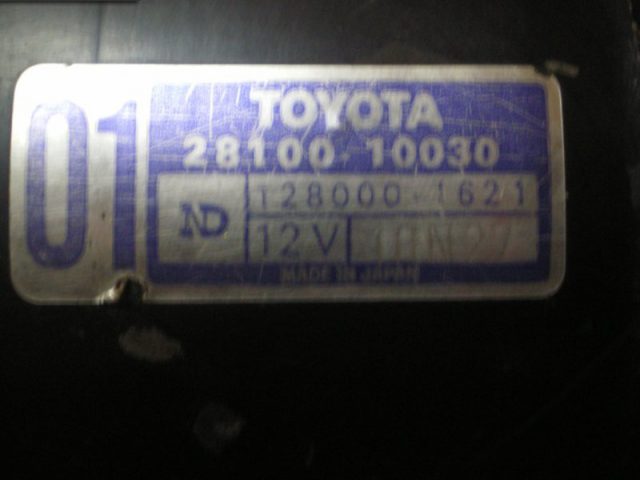 01
TOYOTA
28100-10030
ND
128000-1621
12V
MADE IN JAPAN